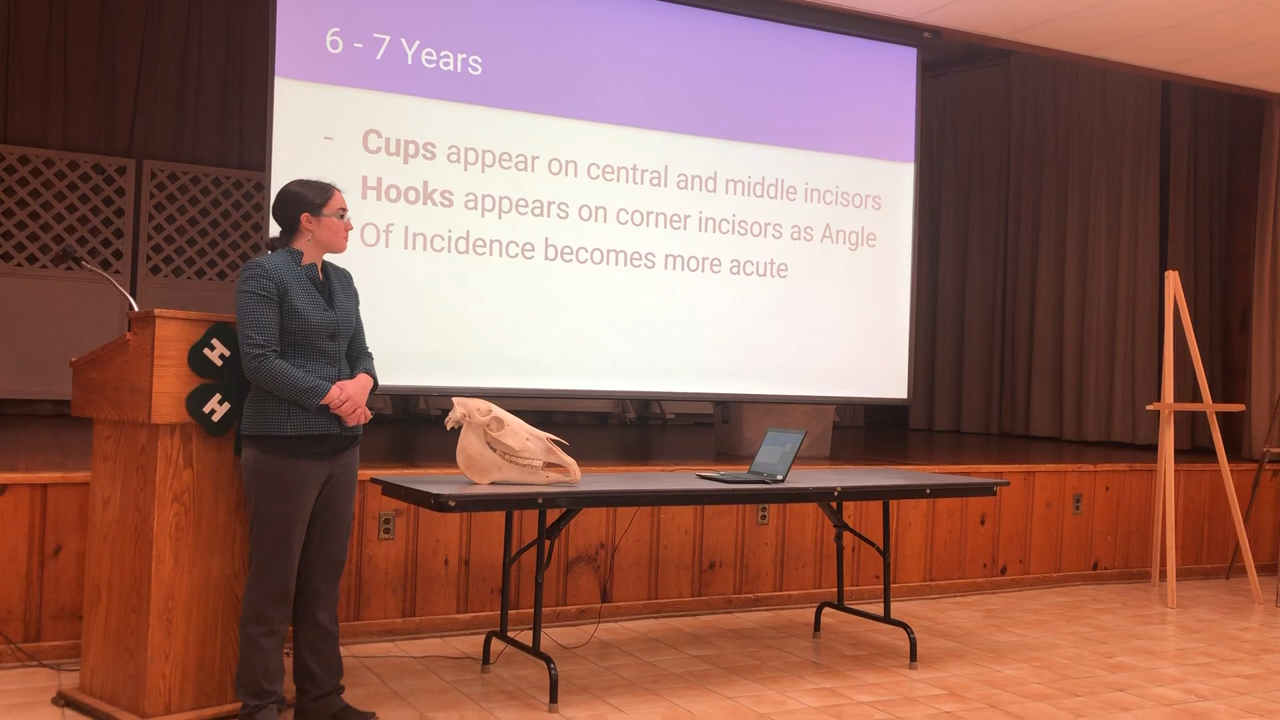 6 - 7 Years
- Cups appear on central and middle incisors
Hooks appears on corner incisors as Angle
Of Incidence becomes more acute
H
H